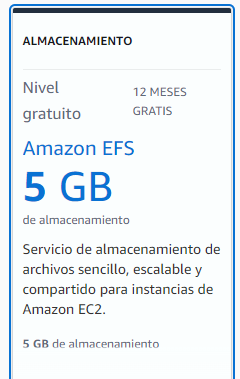 ALMACENAMIENTO
Nivel gratuito
12 MESES GRATIS
Amazon EFS
5 GB
de almacenamiento
Servicio de almacenamiento de
archivos sencillo, escalable y
compartido para instancias de
Amazon EC2.
5 GB de almacenamiento